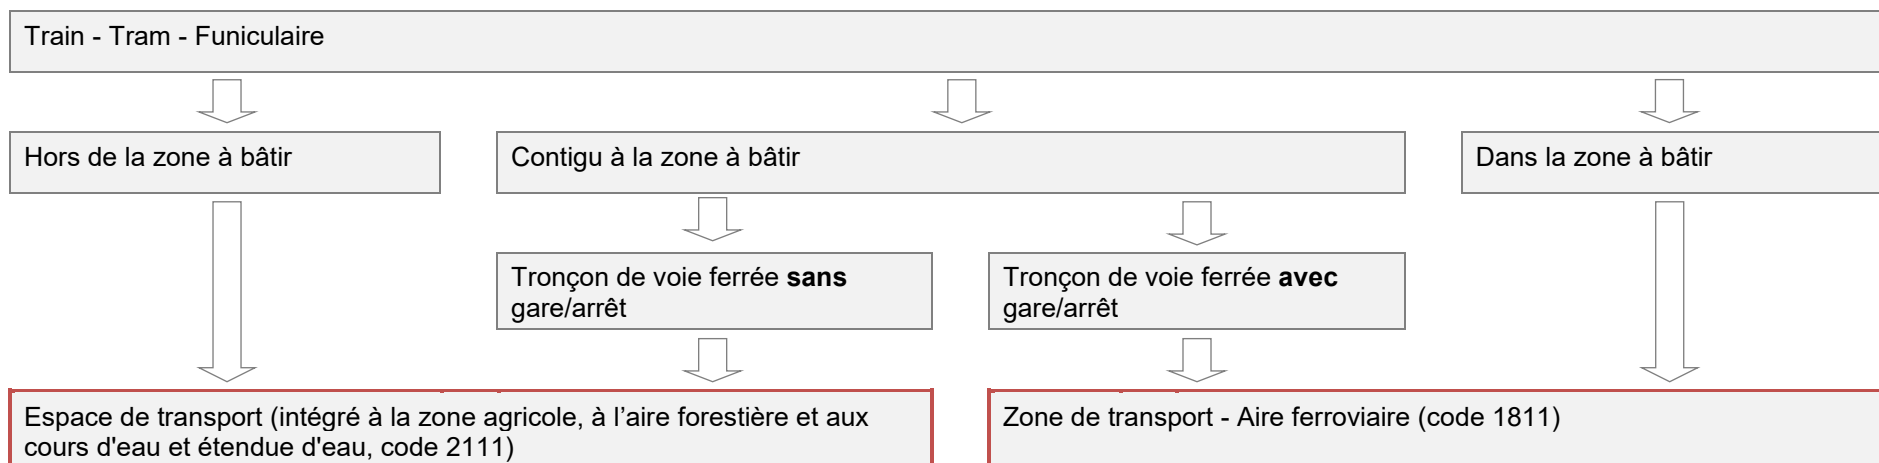 Train - Tram - Funiculaire
Hors de la zone à bâtir
Contigu à la zone à bâtir
Dans la zone à bâtir
Tronçon de voie ferrée sans
gare/arrêt
Tronçon de voie ferrée avec
gare/arrêt
Espace de transport (intégré à la zone agricole, à l’aire forestière et aux
cours d'eau et étendue d'eau, code 2111)
Zone de transport - Aire ferroviaire (code 1811)